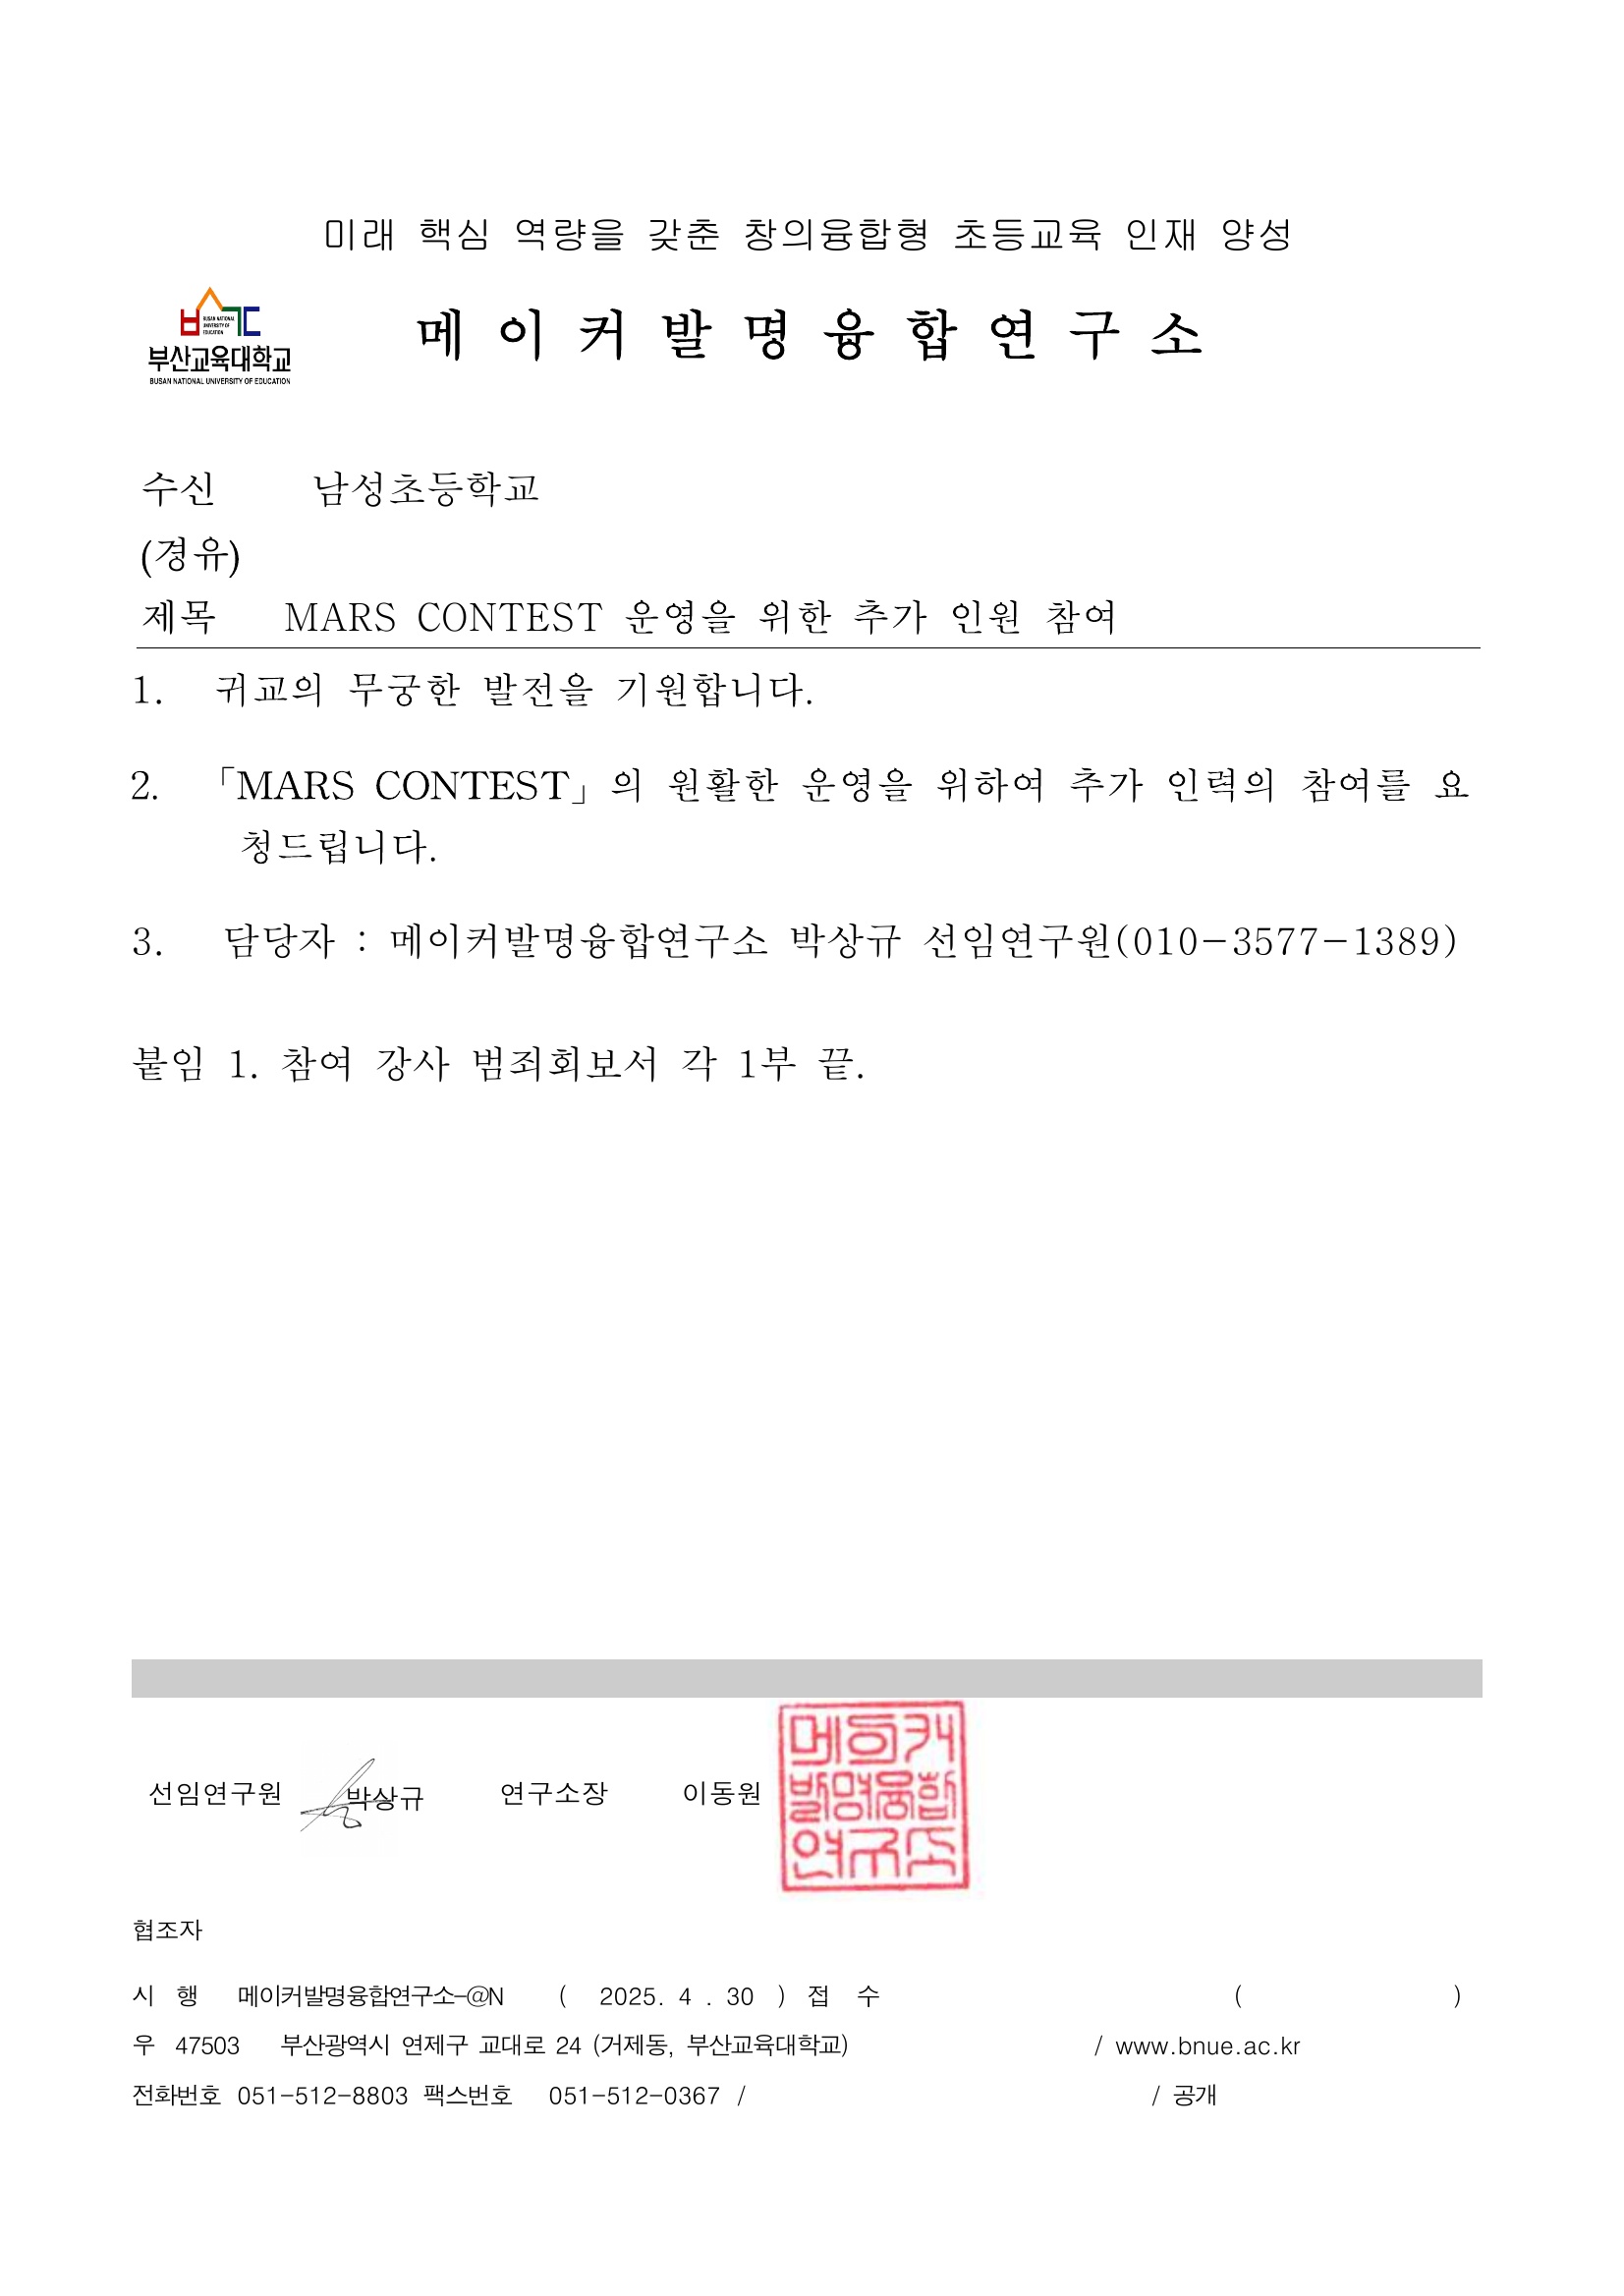 미래 핵심 역량을 갖춘 창의융합형 초등교육 인재 양성
BUSAN NATIONAL
UNIVERSITY OF
EDUCATION
부산교육대학교
BUSAN NATIONAL UNIVERSITY OF EDUCATION
메이커발명융합연구소
수신 남성초등학교
(경유)
제목 MARS CONTEST 운영을 위한 추가 인원 참여
1. 귀교의 무궁한 발전을 기원합니다.
2. 「MARS CONTEST」의 원활한 운영을 위하여 추가 인력의 참여를 요
청드립니다.
3. 담당자 : 메이커발명융합연구소 박상규 선임연구원(010-3577-1389)
붙임 1. 참여 강사 범죄회보서 각 1부 끝.
선임연구원 박상규 연구소장 이동원
메이커
발명융합
연구소
협조자
시 행 메이커발명융합연구소-@N ( 2025. 4 . 30 ) 접 수 ( )
우 47503 부산광역시 연제구 교대로 24 (거제동, 부산교육대학교) / www.bnue.ac.kr
전화번호 051-512-8803 팩스번호 051-512-0367 / / 공개